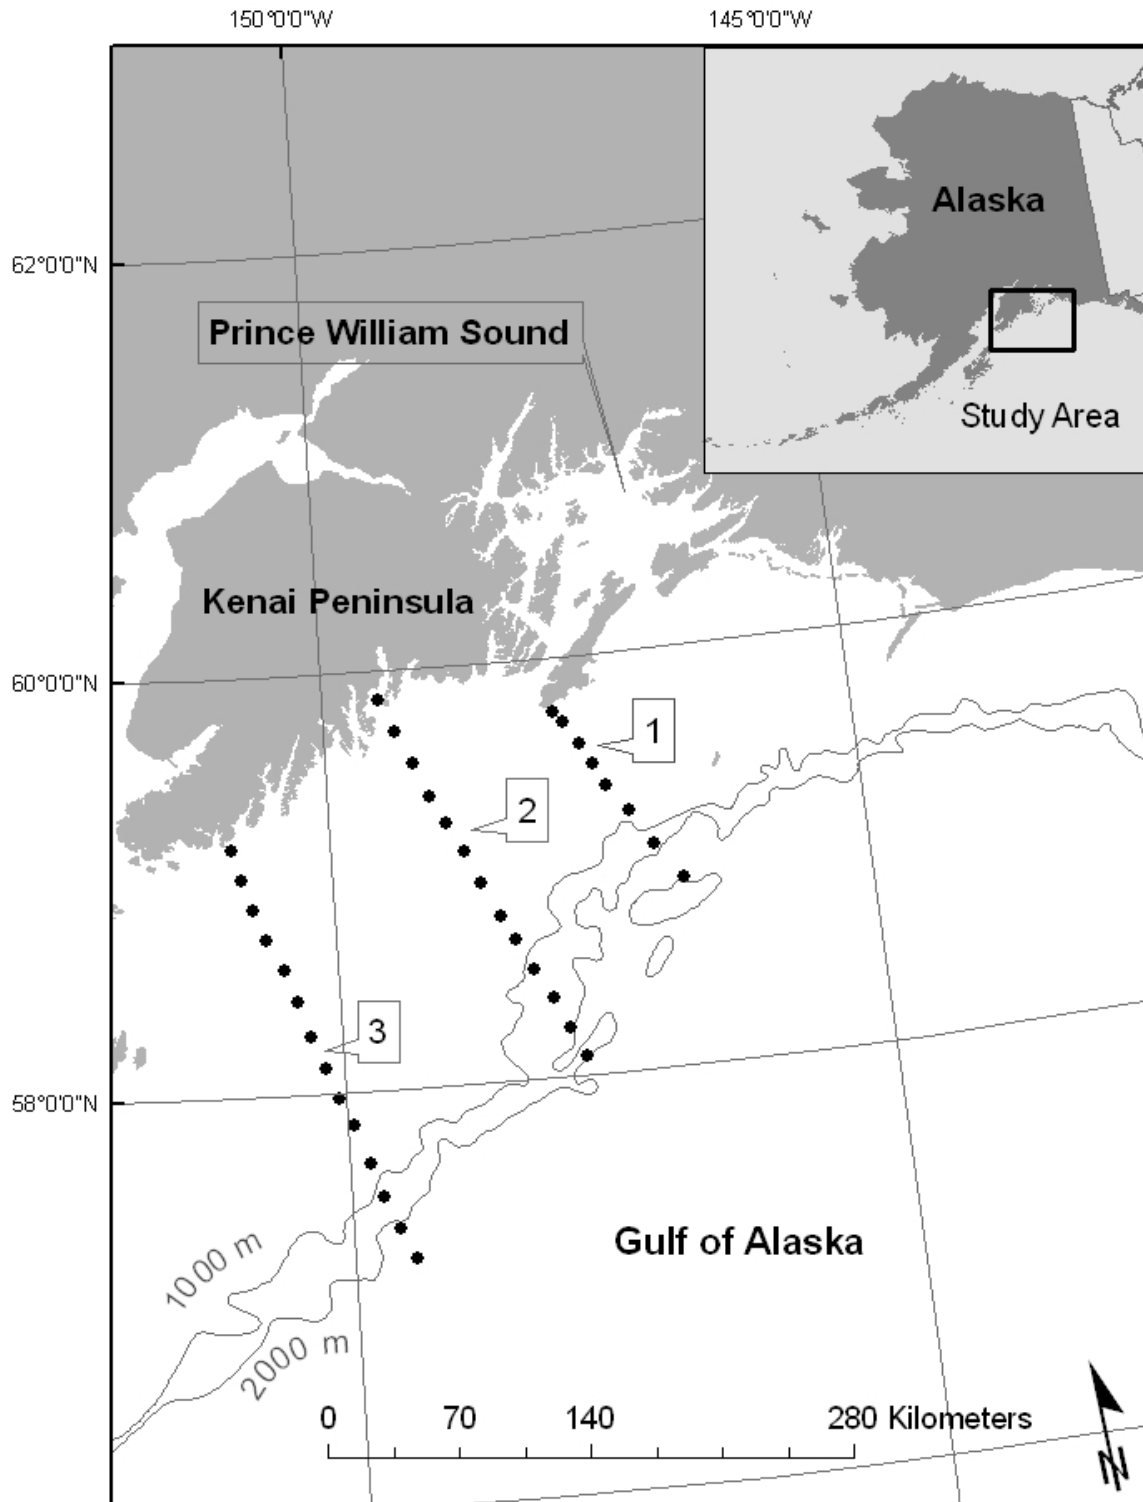 150°0'0"W
145°0'0"W
Alaska
62°0'0"N
Prince William Sound
Study Area
Kenai Peninsula
60°0'0"N
1
2
3
58°0'0"N
Gulf of Alaska
1000 m
2000 m
0 70 140 280 Kilometers
N